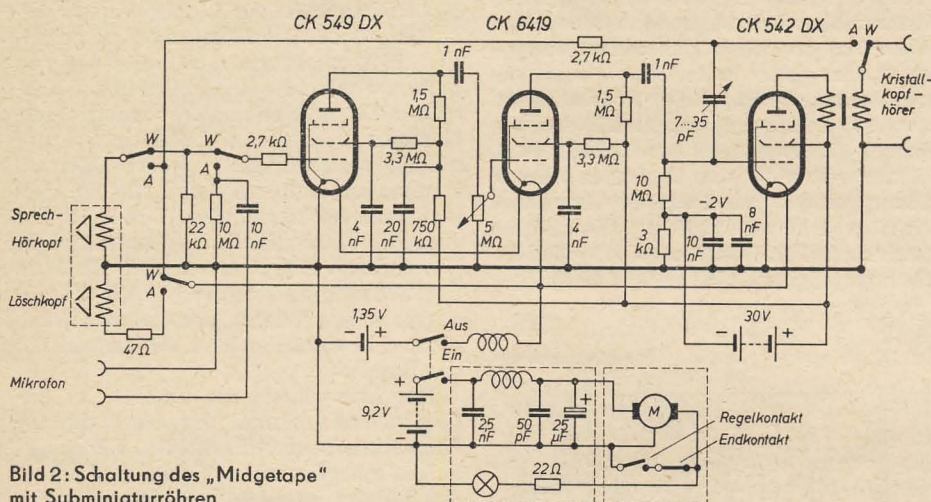 CK 549 DX
CK 6419
CK 542 DX
A W
1 nF
2,7 kΩ
1 nF
Kristall-
kopf-
hörer
1,5
MΩ
1,5
MΩ
7...35
pF
W
A
W
A
2,7 kΩ
3,3 MΩ
3,3 MΩ
Sprech-
Hörkopf
22
kΩ
10
MΩ
10
nF
4
nF
20
nF
750
kΩ
5
MΩ
4
nF
10
MΩ
-2V
3
kΩ
10
nF
8
nF
Löschkopf
W
A
47Ω
1,35 V
- +
Aus
Ein
30V
- +
Mikrofon
+
9,2V
-
2,5
nF
50
pF
25
µF
+
M
Regelkontakt
Endkontakt
22Ω
Bild 2: Schaltung des „Midgetape"
mit Subminiaturröhren